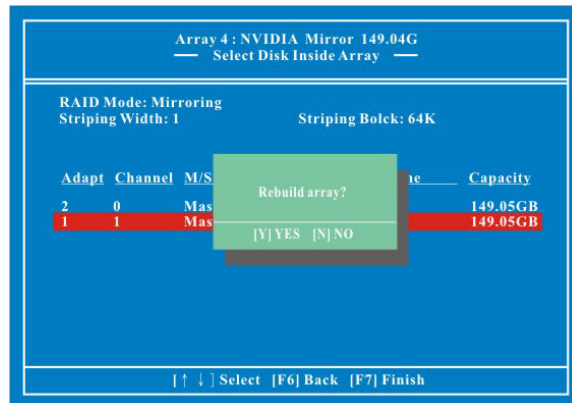 Array 4 : NVIDIA Mirror 149.04G
Select Disk Inside Array
RAID Mode: Mirroring
Striping Width: 1 Striping Bolck: 64K
Adapt Channel M/S Capacity
2 0 Mas 149.05GB
1 1 Mas 149.05GB
Rebuild array?
[Y] YES [N] NO
[↑ ↓ ] Select [F6] Back [F7] Finish